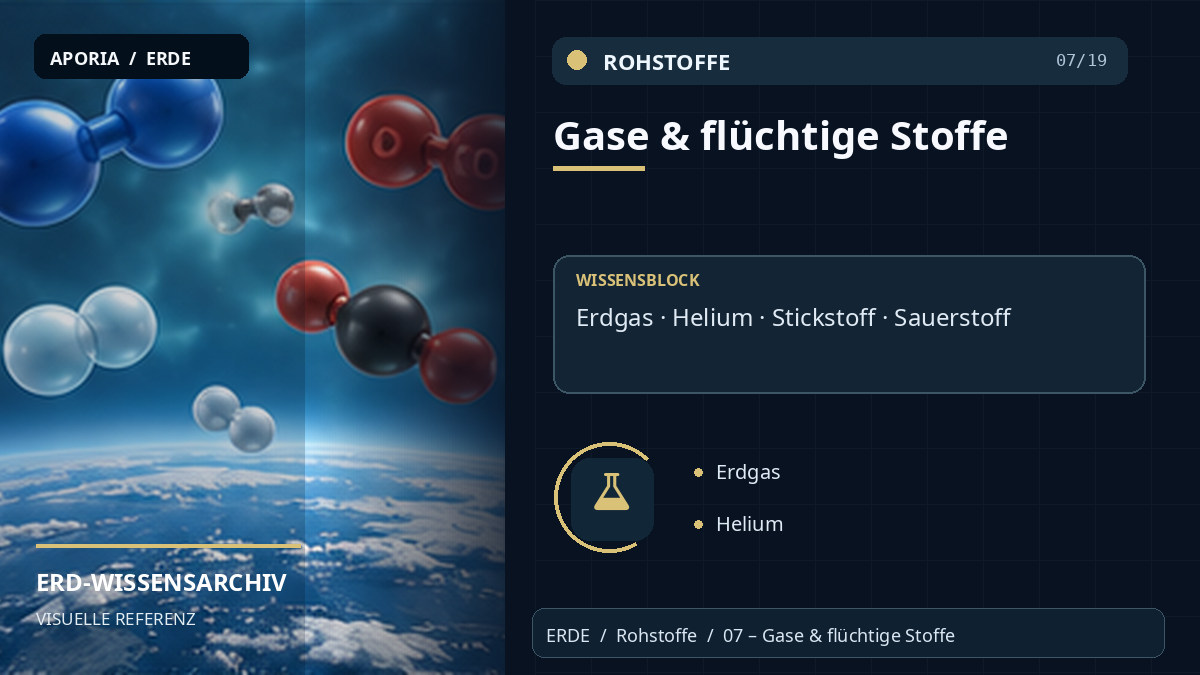 APORIA / ERDE
ERD-WISSENSARCHIV
VISUELLE REFERENZ
ROHSTOFFE
07/19
Gase & flüchtige Stoffe
WISSENSBLOCK
Erdgas · Helium · Stickstoff · Sauerstoff
Erdgas
Helium
ERDE / Rohstoffe / 07 – Gase & flüchtige Stoffe